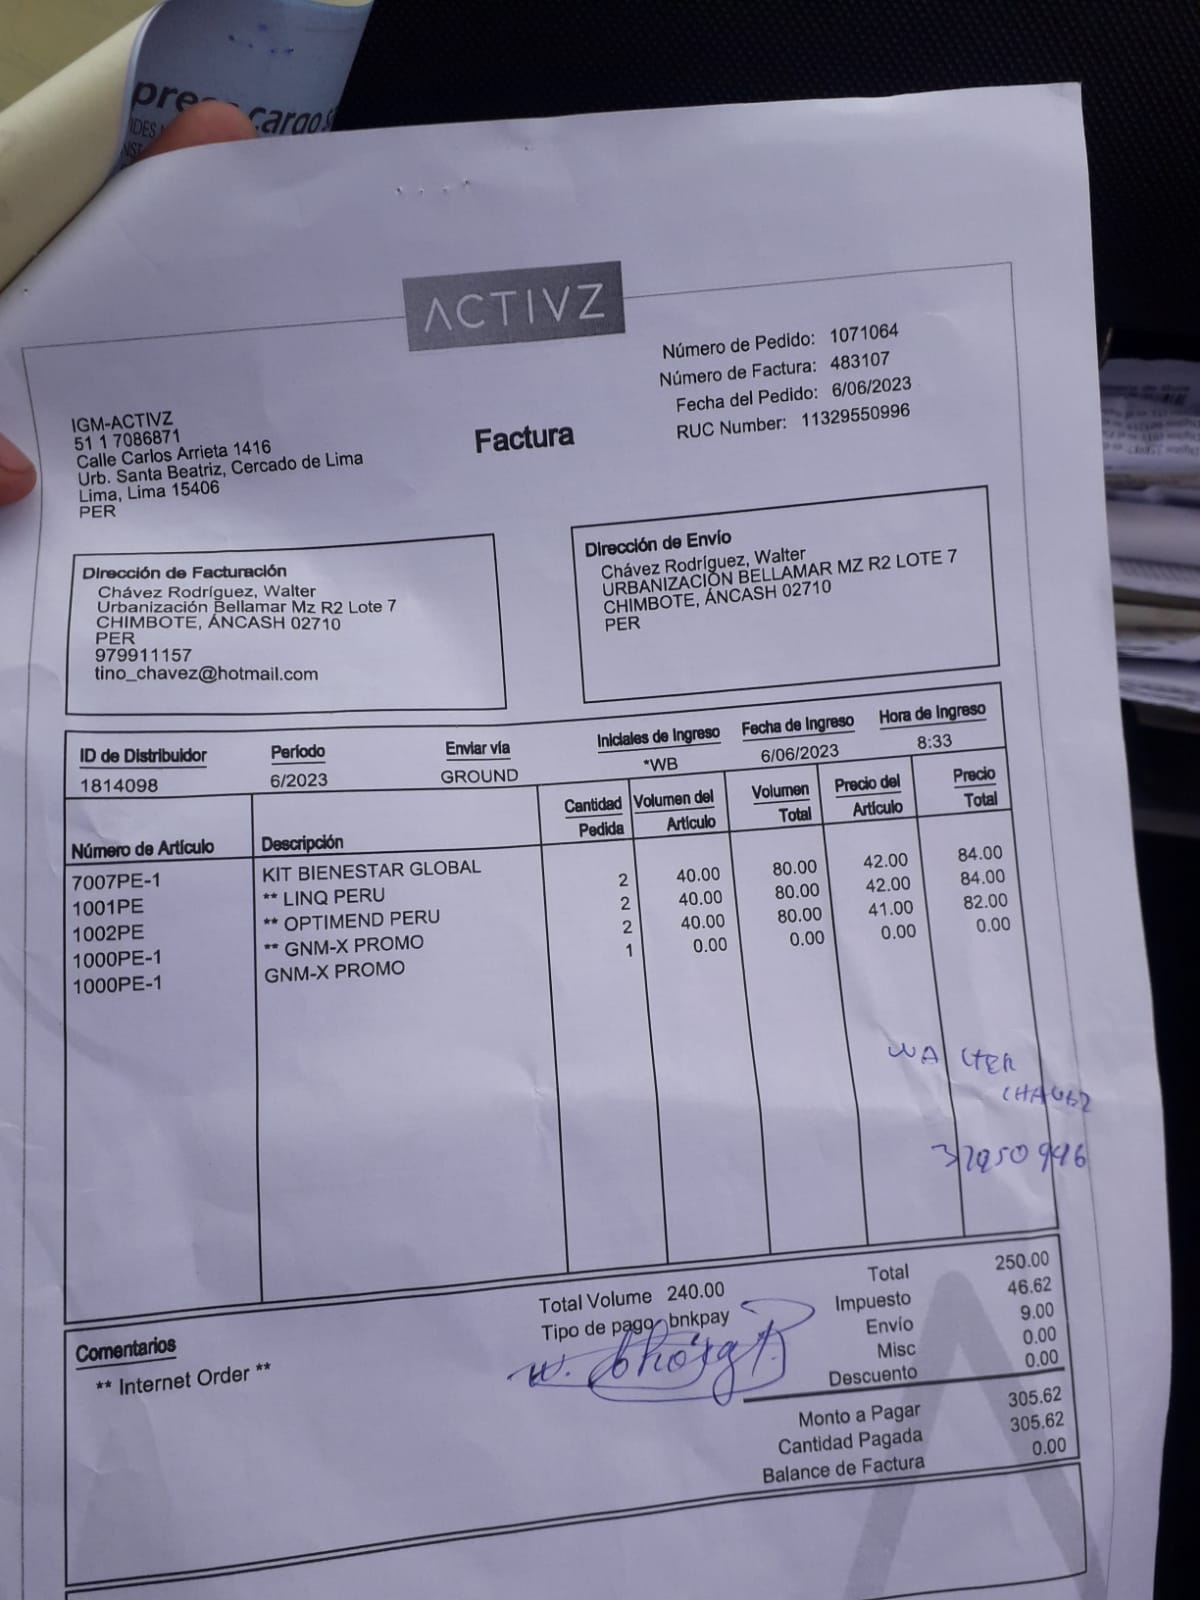 cargo
ACTIVZ
Número de Pedido: 1071064
Número de Factura: 483107
Fecha del Pedido: 6/06/2023
RUC Number: 11329550996
IGM-ACTIVZ
51 1 7086871
Calle Carlos Arrieta 1416
Urb. Santa Beatriz, Cercado de Lima
Lima, Lima 15406
PER
Factura
Dirección de Facturación
Chávez Rodríguez, Walter
Urbanización Bellamar Mz R2 Lote 7
CHIMBOTE, ÁNCASH 02710
PER
979911157
tino_chavez@hotmail.com
Dirección de Envío
Chávez Rodríguez, Walter
URBANIZACIÓN BELLAMAR MZ R2 LOTE 7
CHIMBOTE, ÁNCASH 02710
PER
ID de Distribuidor Período Enviar vía Iniciales de Ingreso Fecha de Ingreso Hora de Ingreso
1814098 6/2023 GROUND *WB 6/06/2023 8:33
Número de Artículo Descripción Cantidad Pedida Volumen del Artículo Volumen Total Precio del Artículo Precio Total
7007PE-1 KIT BIENESTAR GLOBAL 2 40.00 80.00 42.00 84.00
1001PE ** LINQ PERU 2 40.00 80.00 42.00 84.00
1002PE ** OPTIMEND PERU 2 40.00 80.00 41.00 82.00
1000PE-1 ** GNM-X PROMO 1 0.00 0.00 0.00 0.00
1000PE-1 GNM-X PROMO
WALTER
CHAVEZ
Total Volume 240.00
Tipo de pago bnkpay
Total 250.00
Impuesto 46.62
Envío 9.00
Misc 0.00
Descuento 0.00
Monto a Pagar 305.62
Cantidad Pagada 305.62
Balance de Factura 0.00
Comentarios
** Internet Order **